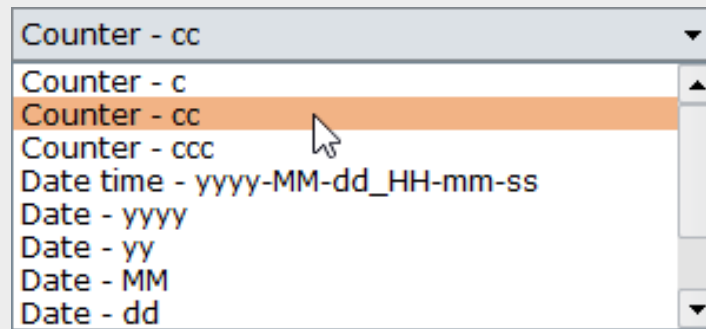 Counter - cc
Counter - c
Counter - cc
Counter - ccc
Date time - yyyy-MM-dd_HH-mm-ss
Date - yyyy
Date - yy
Date - MM
Date - dd